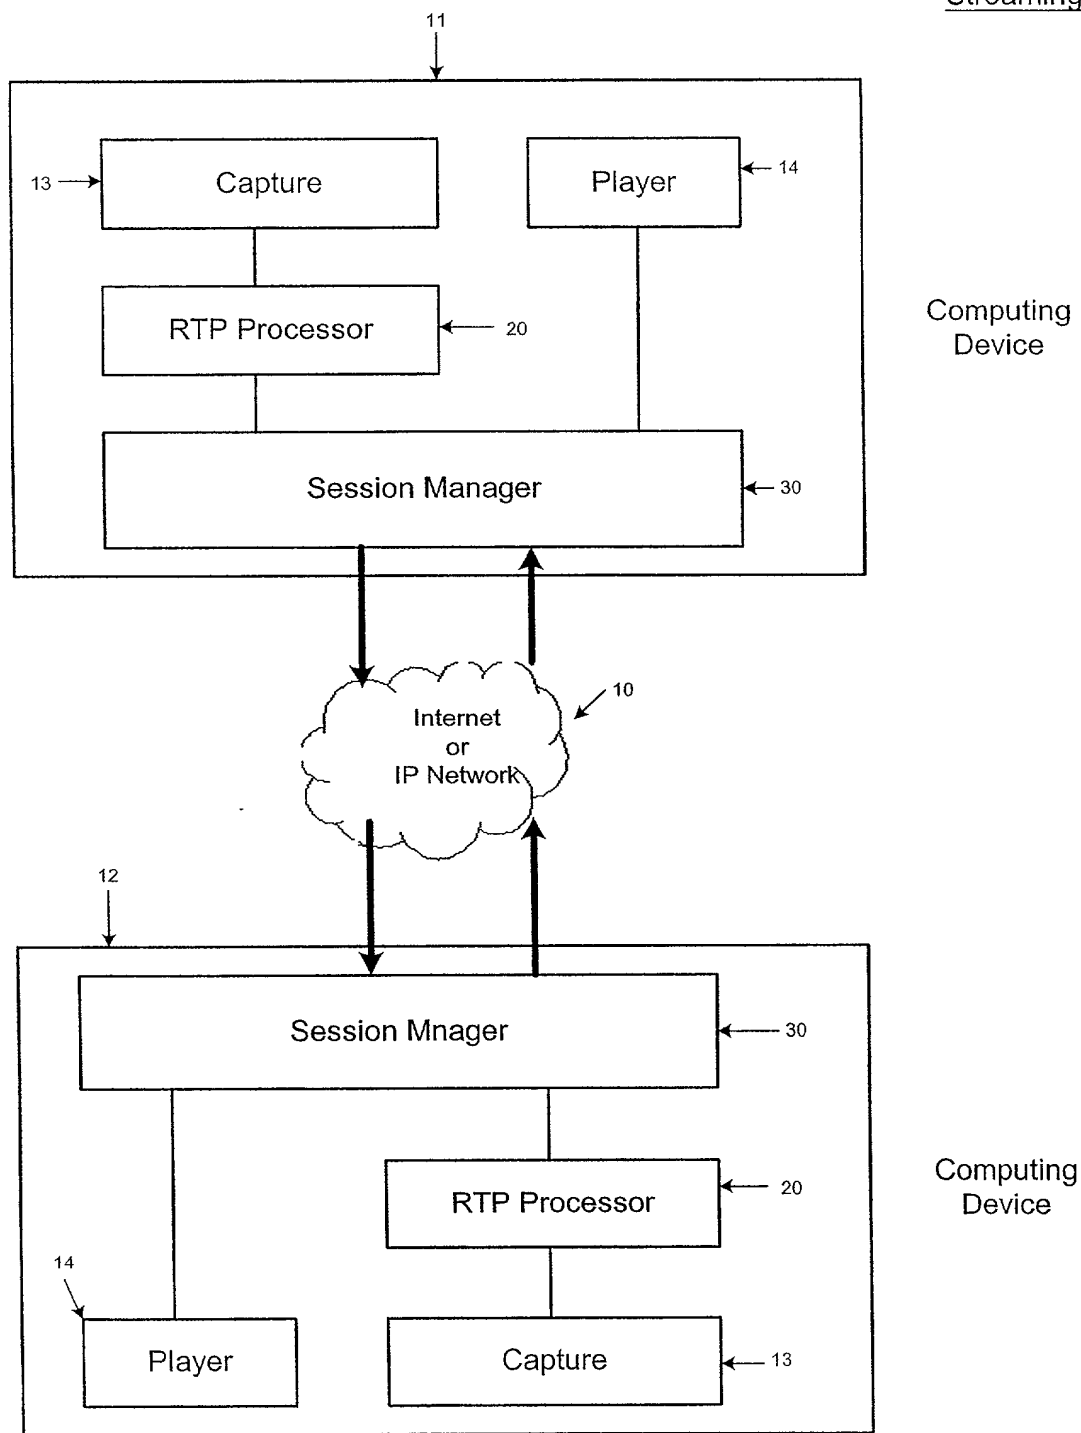 Streaming
11
13
Capture
Player
14
RTP Processor
20
Computing
Device
Session Manager
30
Internet
or
IP Network
10
12
Session Mnager
30
RTP Processor
20
Computing
Device
14
Player
Capture
13